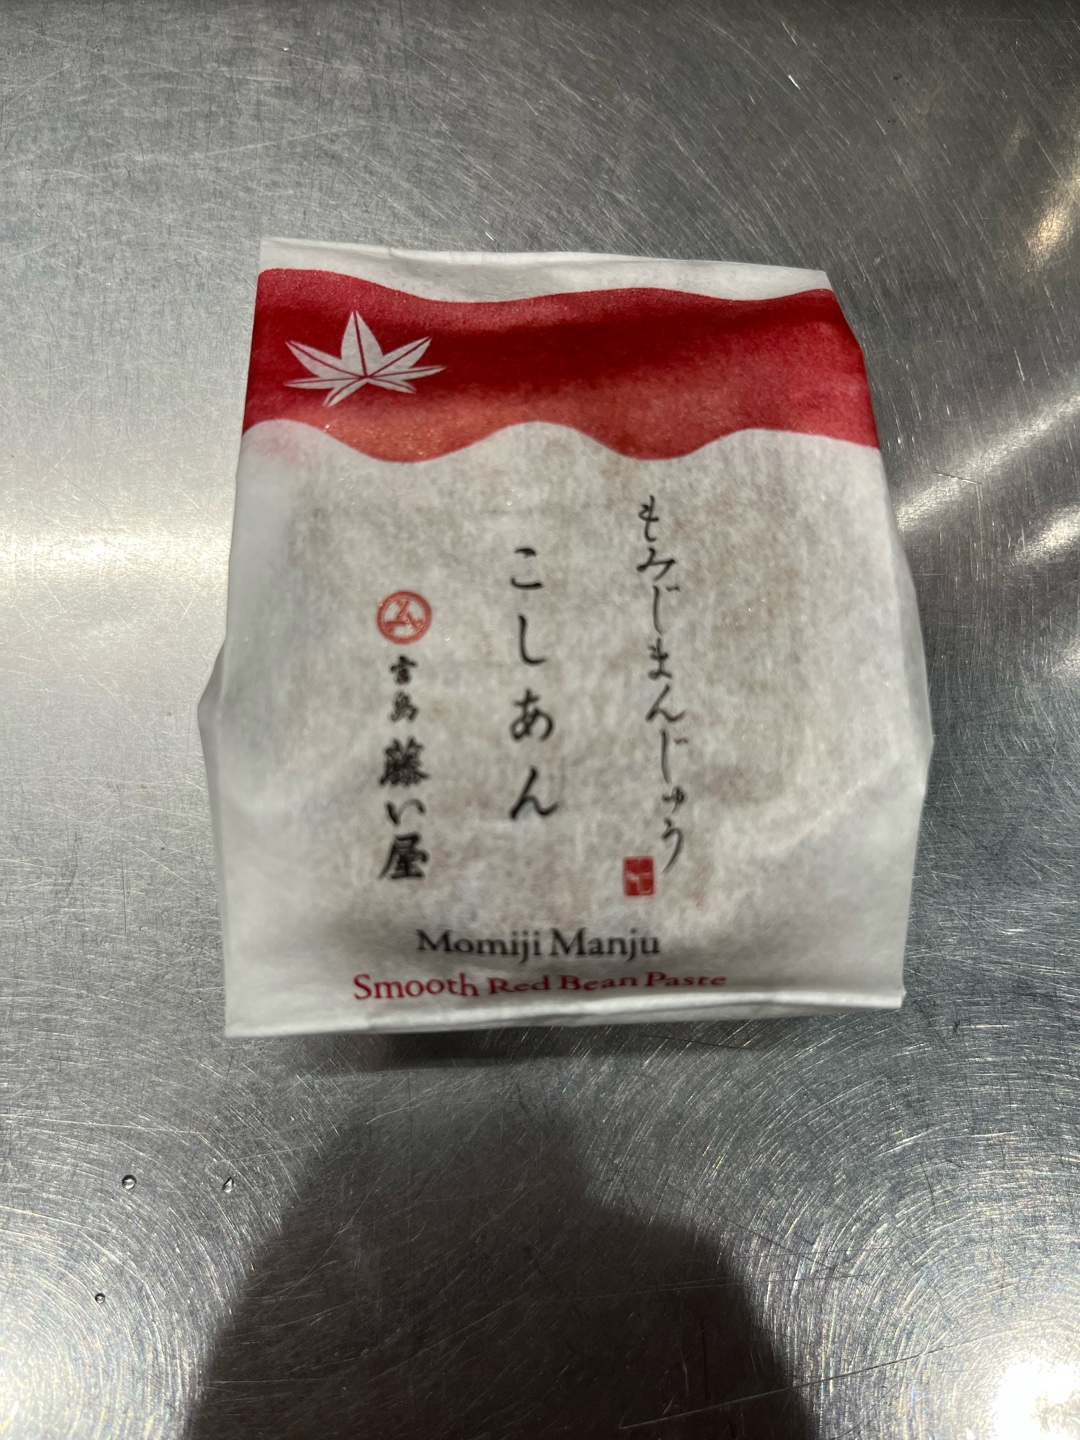 もみじまんじゅう
こしあん
宮島
藤い屋
Momiji Manju
Smooth Red Bean Paste